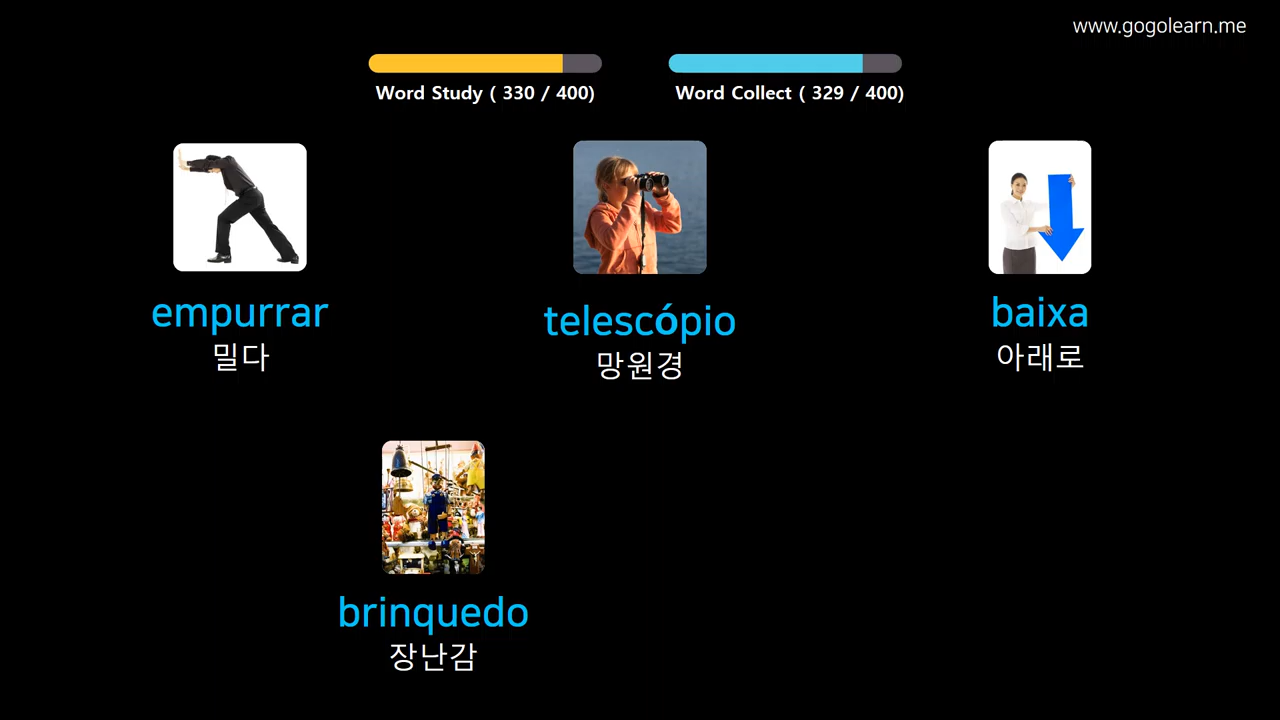 www.gogolearn.me
Word Study ( 330 / 400)
Word Collect ( 329 / 400)
empurrar
밀다
telescópio
망원경
baixa
아래로
brinquedo
장난감